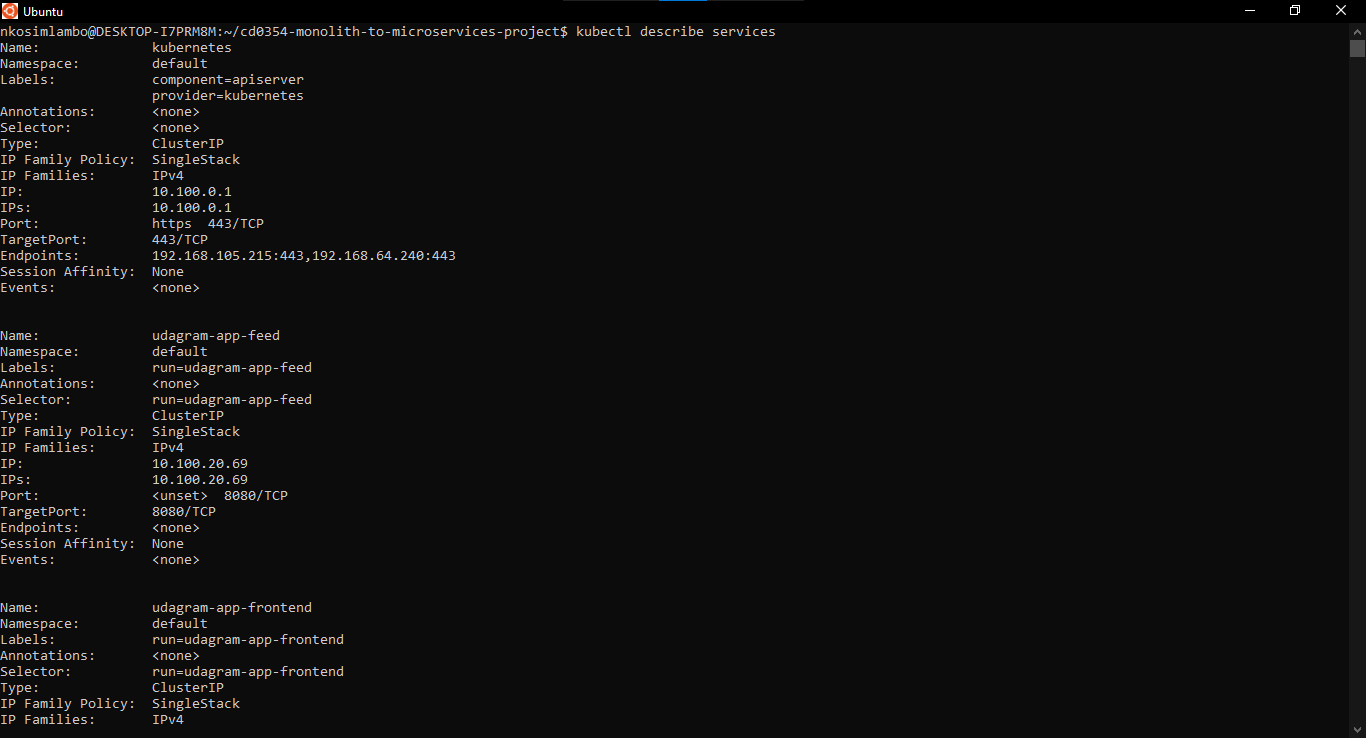 Ubuntu
nkosimlambo@DESKTOP-I7PRM8M:~/cd0354-monolith-to-microservices-project$ kubectl describe services
Name:              kubernetes
Namespace:         default
Labels:            component=apiserver
                   provider=kubernetes
Annotations:       <none>
Selector:          <none>
Type:              ClusterIP
IP Family Policy:  SingleStack
IP Families:       IPv4
IP:                10.100.0.1
IPs:               10.100.0.1
Port:              https  443/TCP
TargetPort:        443/TCP
Endpoints:         192.168.105.215:443,192.168.64.240:443
Session Affinity:  None
Events:            <none>
Name:              udagram-app-feed
Namespace:         default
Labels:            run=udagram-app-feed
Annotations:       <none>
Selector:          run=udagram-app-feed
Type:              ClusterIP
IP Family Policy:  SingleStack
IP Families:       IPv4
IP:                10.100.20.69
IPs:               10.100.20.69
Port:              <unset>  8080/TCP
TargetPort:        8080/TCP
Endpoints:         <none>
Session Affinity:  None
Events:            <none>
Name:              udagram-app-frontend
Namespace:         default
Labels:            run=udagram-app-frontend
Annotations:       <none>
Selector:          run=udagram-app-frontend
Type:              ClusterIP
IP Family Policy:  SingleStack
IP Families:       IPv4